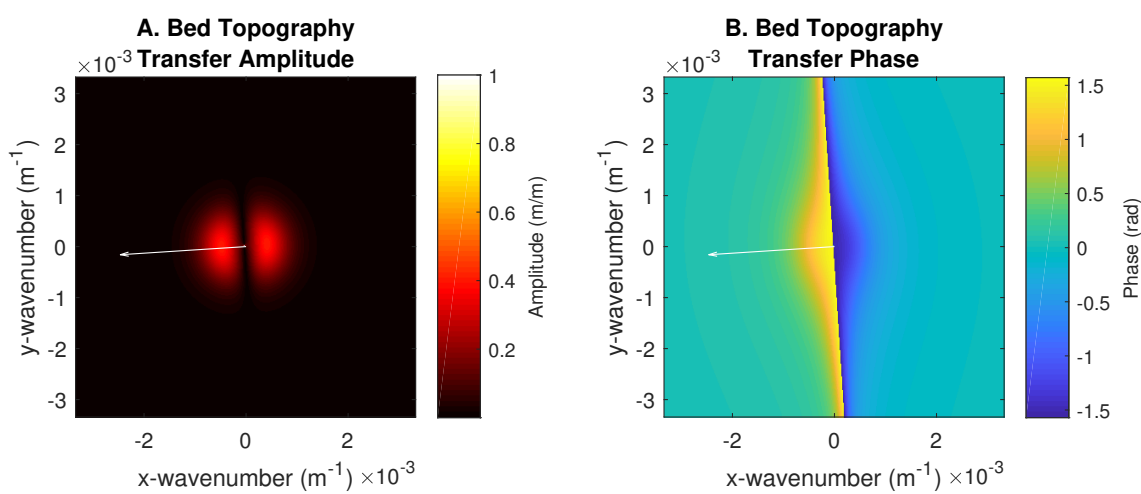 A. Bed Topography
Transfer Amplitude
×10-3
3
2
1
0
-1
-2
-3
y-wavenumber (m-1)
-2 0 2
x-wavenumber (m-1) ×10-3
1
0.8
0.6
0.4
0.2
Amplitude (m/m)
B. Bed Topography
Transfer Phase
×10-3
3
2
1
0
-1
-2
-3
y-wavenumber (m-1)
-2 0 2
x-wavenumber (m-1) ×10-3
1.5
1
0.5
0
-0.5
-1
-1.5
Phase (rad)